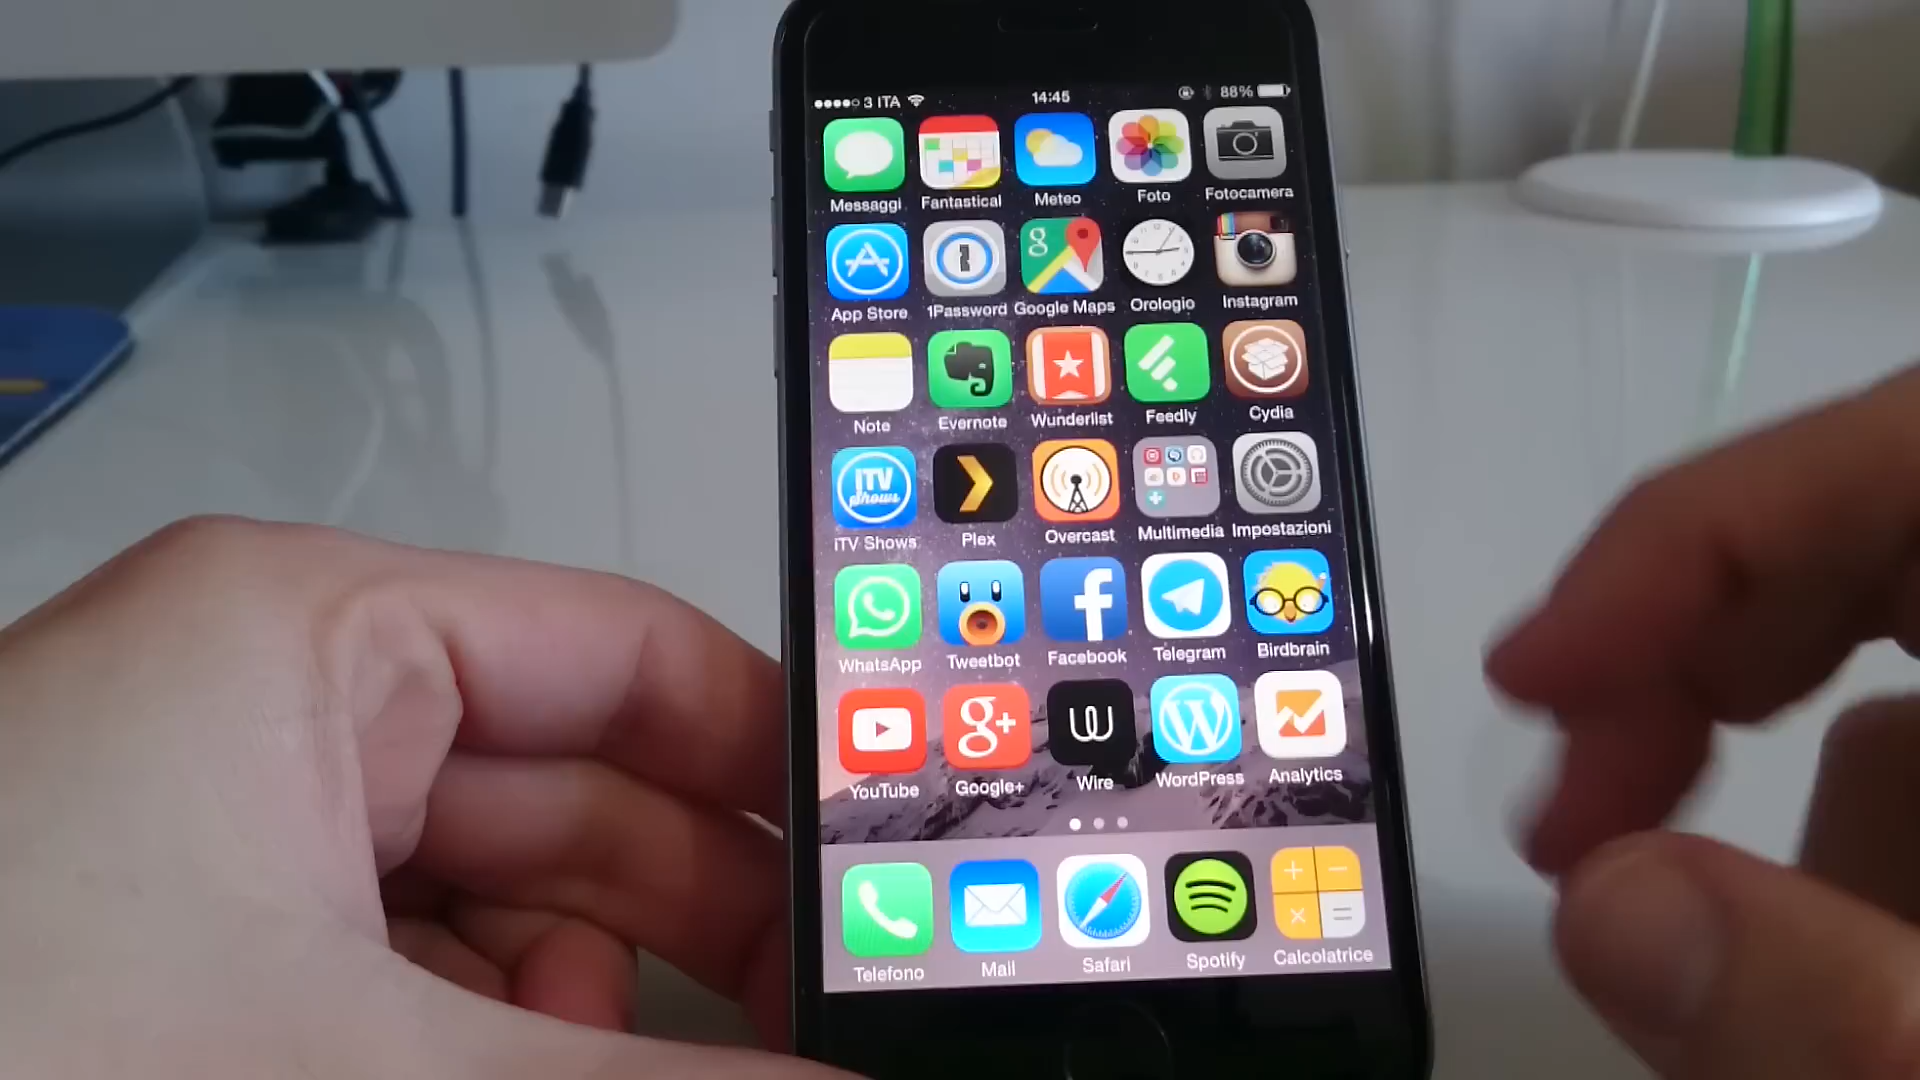 3 ITA 14:45 88%
Messaggi Fantastical Meteo Foto Fotocamera
App Store 1Password Google Maps Orologio Instagram
Note Evernote Wunderlist Feedly Cydia
iTV Shows
iTV Shows Plex Overcast Multimedia Impostazioni
WhatsApp Tweetbot Facebook Telegram Birdbrain
g+
YouTube Google+ Wire WordPress Analytics
Telefono Mail Safari Spotify Calcolatrice